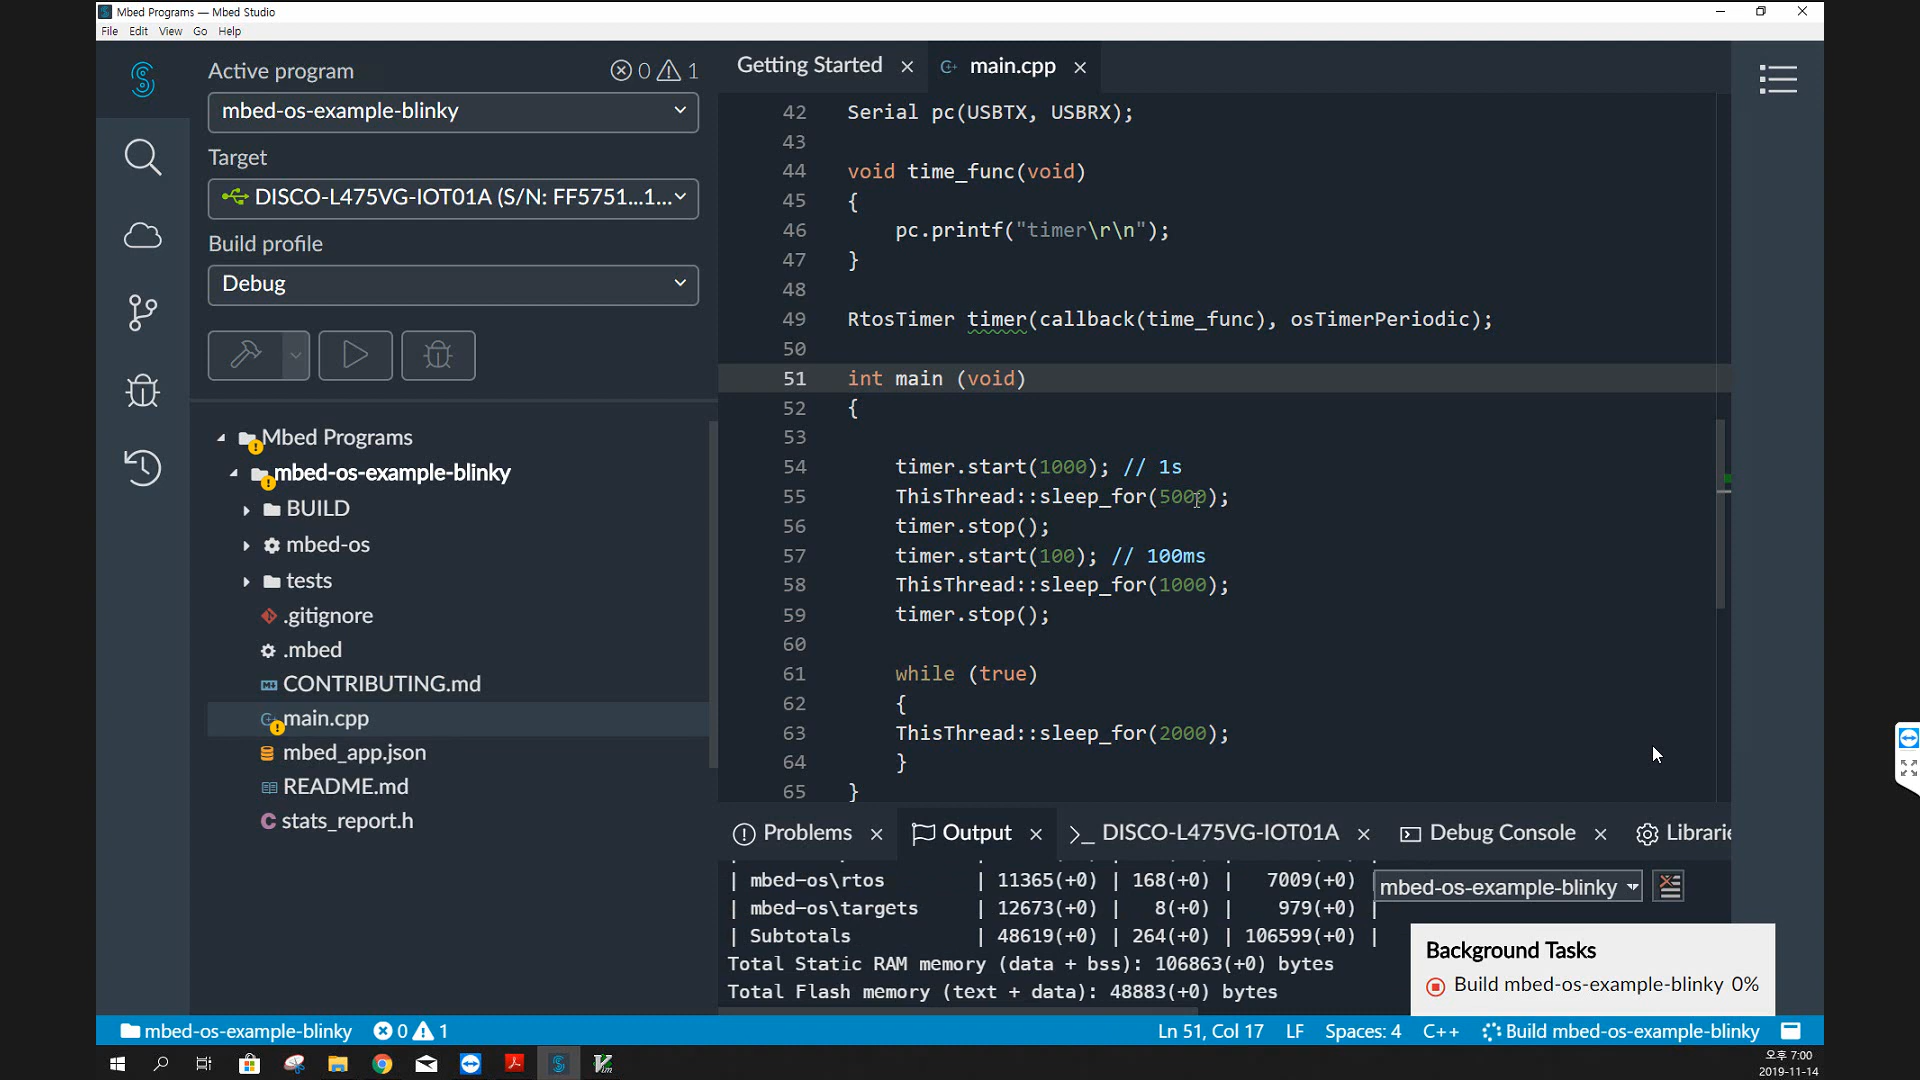 Mbed Programs — Mbed Studio
File Edit View Go Help
Active program 0 1
mbed-os-example-blinky
Target
DISCO-L475VG-IOT01A (S/N: FF5751...1...
Build profile
Debug
Mbed Programs
mbed-os-example-blinky
BUILD
mbed-os
tests
.gitignore
.mbed
CONTRIBUTING.md
main.cpp
mbed_app.json
README.md
stats_report.h
Getting Started main.cpp
42 Serial pc(USBTX, USBRX);
43
44 void time_func(void)
45 {
46 pc.printf("timer\r\n");
47 }
48
49 RtosTimer timer(callback(time_func), osTimerPeriodic);
50
51 int main (void)
52 {
53
54 timer.start(1000); // 1s
55 ThisThread::sleep_for(5000);
56 timer.stop();
57 timer.start(100); // 100ms
58 ThisThread::sleep_for(1000);
59 timer.stop();
60
61 while (true)
62 {
63 ThisThread::sleep_for(2000);
64 }
65 }
Problems Output >_ DISCO-L475VG-IOT01A Debug Console Librarie
| mbed-os\rtos | 11365(+0) | 168(+0) | 7009(+0) |
| mbed-os\targets | 12673(+0) | 8(+0) | 979(+0) |
| Subtotals | 48619(+0) | 264(+0) | 106599(+0) |
Total Static RAM memory (data + bss): 106863(+0) bytes
Total Flash memory (text + data): 48883(+0) bytes
mbed-os-example-blinky
Background Tasks
Build mbed-os-example-blinky 0%
mbed-os-example-blinky 0 1 Ln 51, Col 17 LF Spaces: 4 C++ Build mbed-os-example-blinky
오후 7:00
2019-11-14